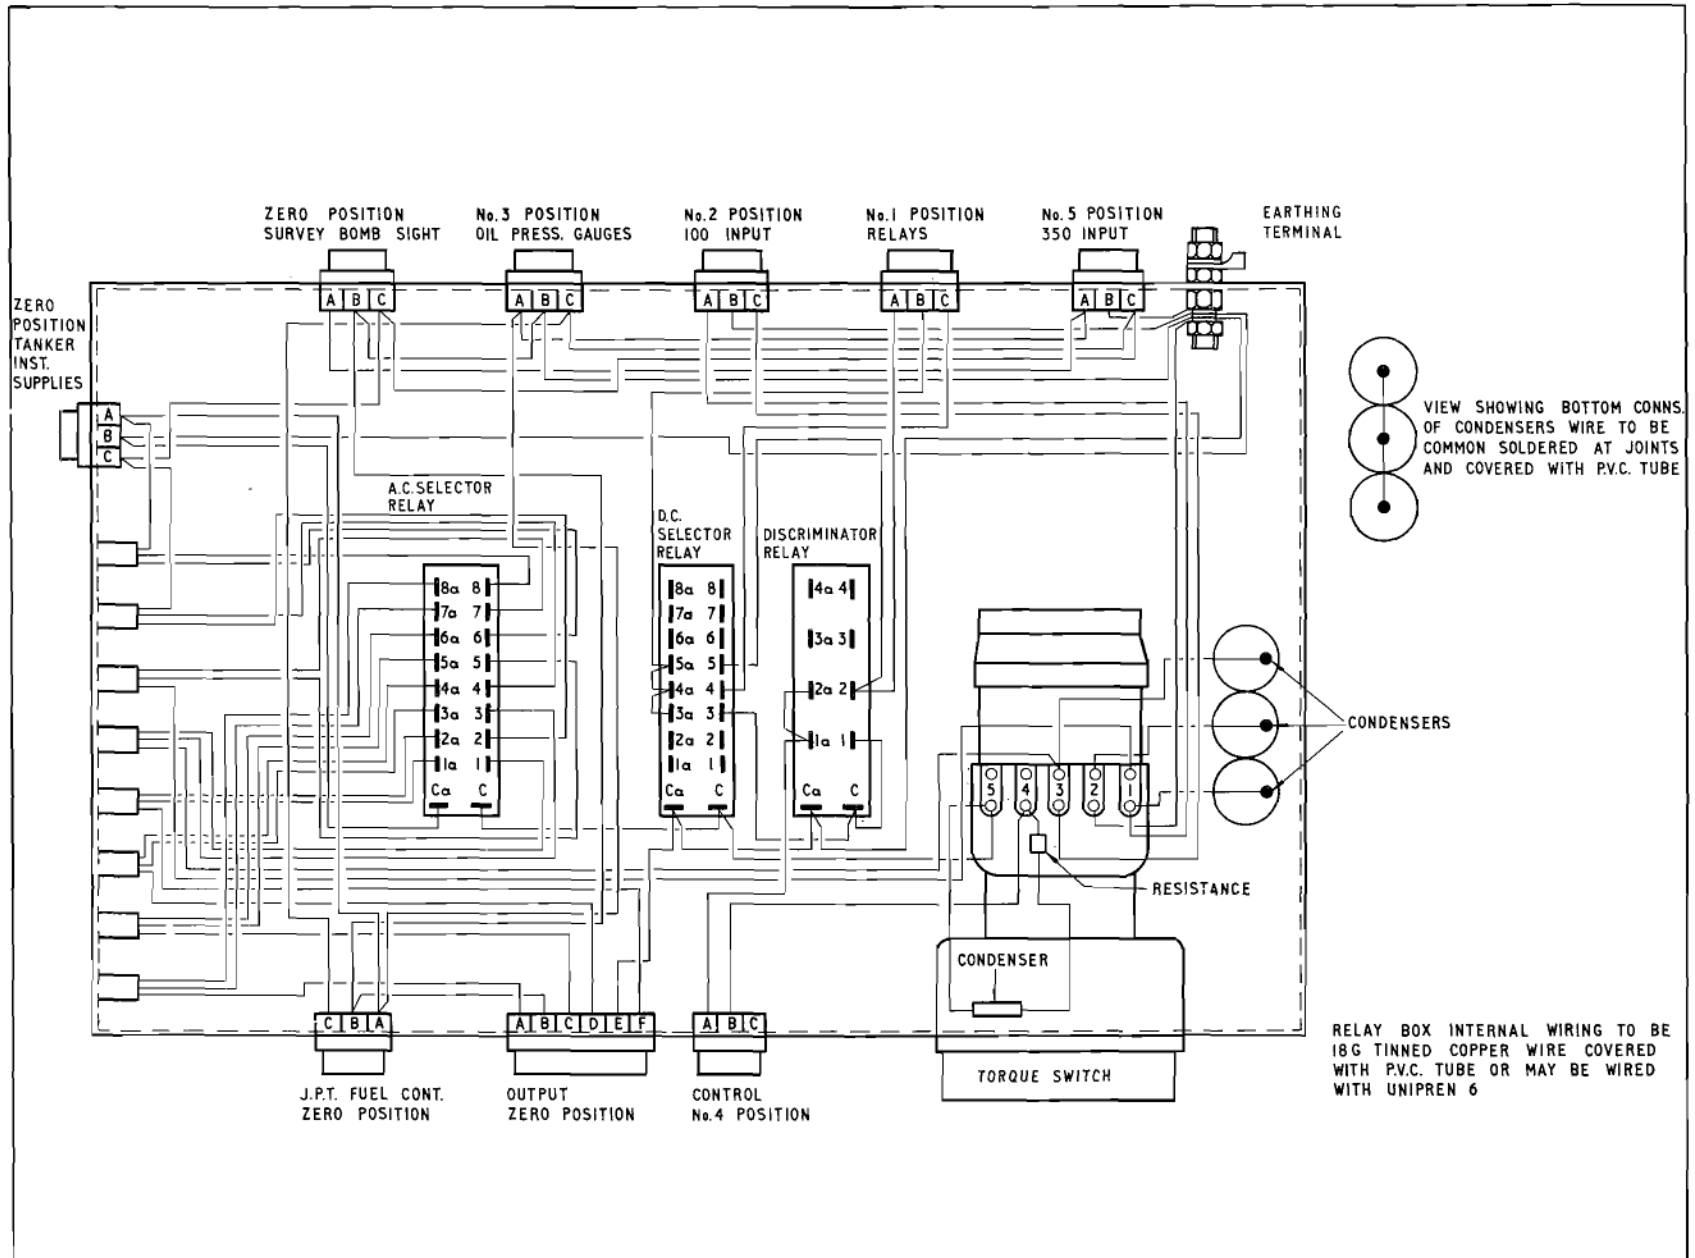 ZERO POSITION
SURVEY BOMB SIGHT
No.3 POSITION
OIL PRESS. GAUGES
No.2 POSITION
100 INPUT
No.1 POSITION
RELAYS
No.5 POSITION
350 INPUT
EARTHING
TERMINAL
A B C
A B C
A B C
A B C
A B C
ZERO
POSITION
TANKER
INST.
SUPPLIES
A
B
C
VIEW SHOWING BOTTOM CONNS.
OF CONDENSERS WIRE TO BE
COMMON SOLDERED AT JOINTS
AND COVERED WITH P.V.C. TUBE
A.C. SELECTOR
RELAY
8a 8
7a 7
6a 6
5a 5
4a 4
3a 3
2a 2
1a 1
Ca C
D.C.
SELECTOR
RELAY
8a 8
7a 7
6a 6
5a 5
4a 4
3a 3
2a 2
1a 1
Ca C
DISCRIMINATOR
RELAY
4a 4
3a 3
2a 2
1a 1
Ca C
CONDENSERS
5 4 3 2 1
RESISTANCE
CONDENSER
TORQUE SWITCH
C B A
J.P.T. FUEL CONT.
ZERO POSITION
A B C D E F
OUTPUT
ZERO POSITION
A B C
CONTROL
No.4 POSITION
RELAY BOX INTERNAL WIRING TO BE
18G TINNED COPPER WIRE COVERED
WITH P.V.C. TUBE OR MAY BE WIRED
WITH UNIPREN 6